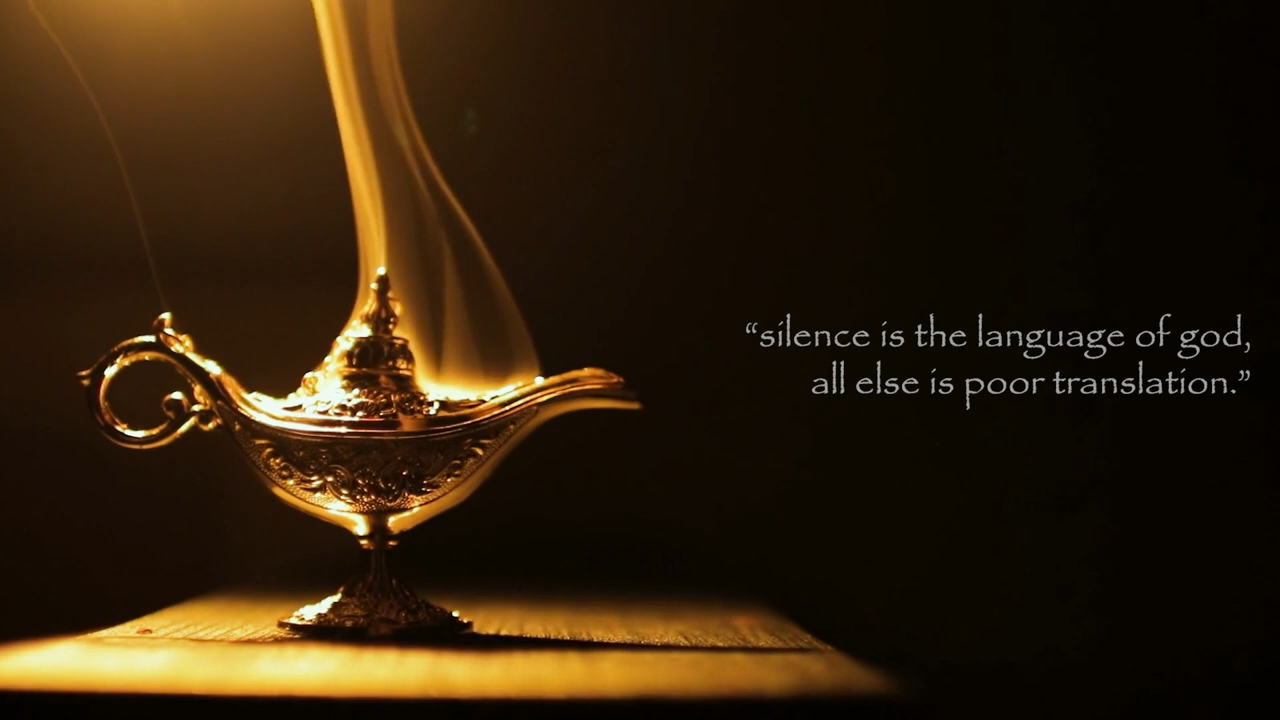 “silence is the language of god,
all else is poor translation.”